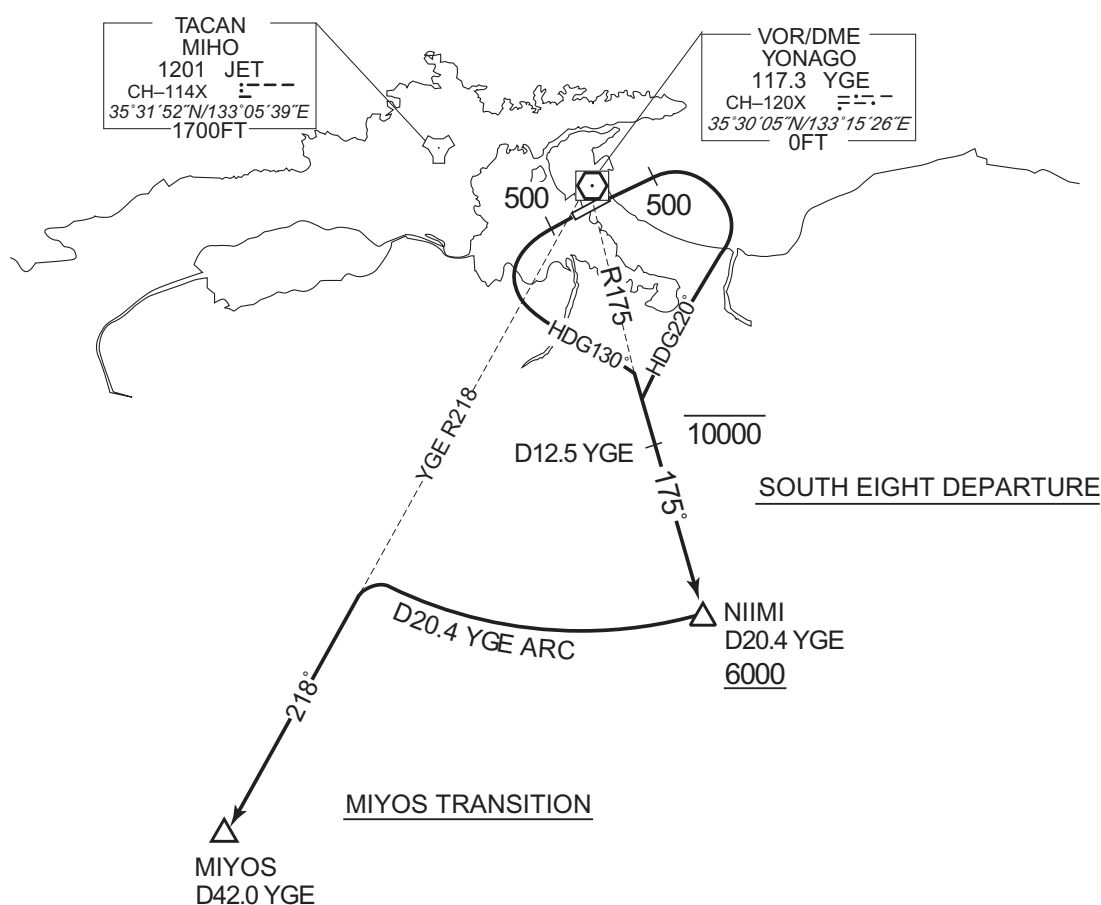 TACAN
MIHO
1201 JET
CH–114X
35°31´52˝N/133°05´39˝E
1700FT
VOR/DME
YONAGO
117.3 YGE
CH–120X
35°30´05˝N/133°15´26˝E
0FT
500
500
R175
HDG130°
HDG220°
YGE R218
D12.5 YGE
10000
175°
SOUTH EIGHT DEPARTURE
NIIMI
D20.4 YGE
6000
D20.4 YGE ARC
218°
MIYOS TRANSITION
MIYOS
D42.0 YGE